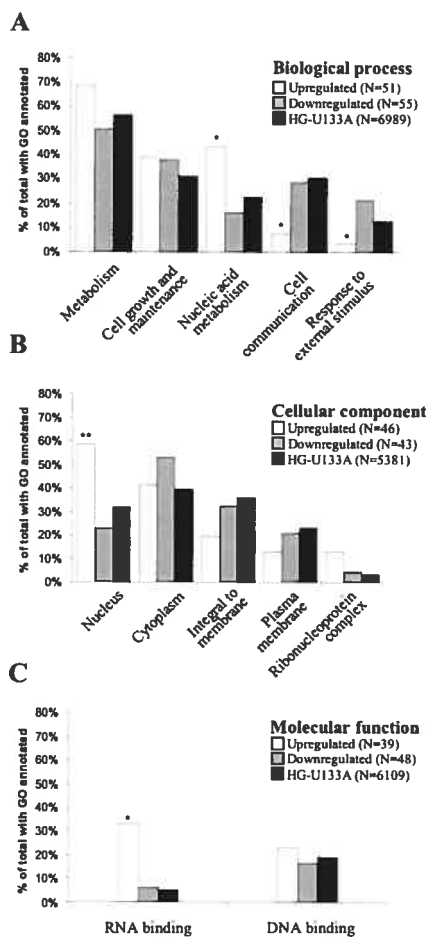 A
% of total with GO annotated
80%
70%
60%
50%
40%
30%
20%
10%
0%
Biological process
Upregulated (N=51)
Downregulated (N=55)
HG-U133A (N=6989)
*
*
*
Metabolism
Cell growth and
maintenance
Nucleic acid
metabolism
Cell
communication
Response to
external stimulus
B
% of total with GO annotated
80%
70%
60%
50%
40%
30%
20%
10%
0%
Cellular component
Upregulated (N=46)
Downregulated (N=43)
HG-U133A (N=5381)
**
Nucleus
Cytoplasm
Integral to
membrane
Plasma
membrane
Ribonucleoprotein
complex
C
% of total with GO annotated
80%
70%
60%
50%
40%
30%
20%
10%
0%
Molecular function
Upregulated (N=39)
Downregulated (N=48)
HG-U133A (N=6109)
*
RNA binding
DNA binding